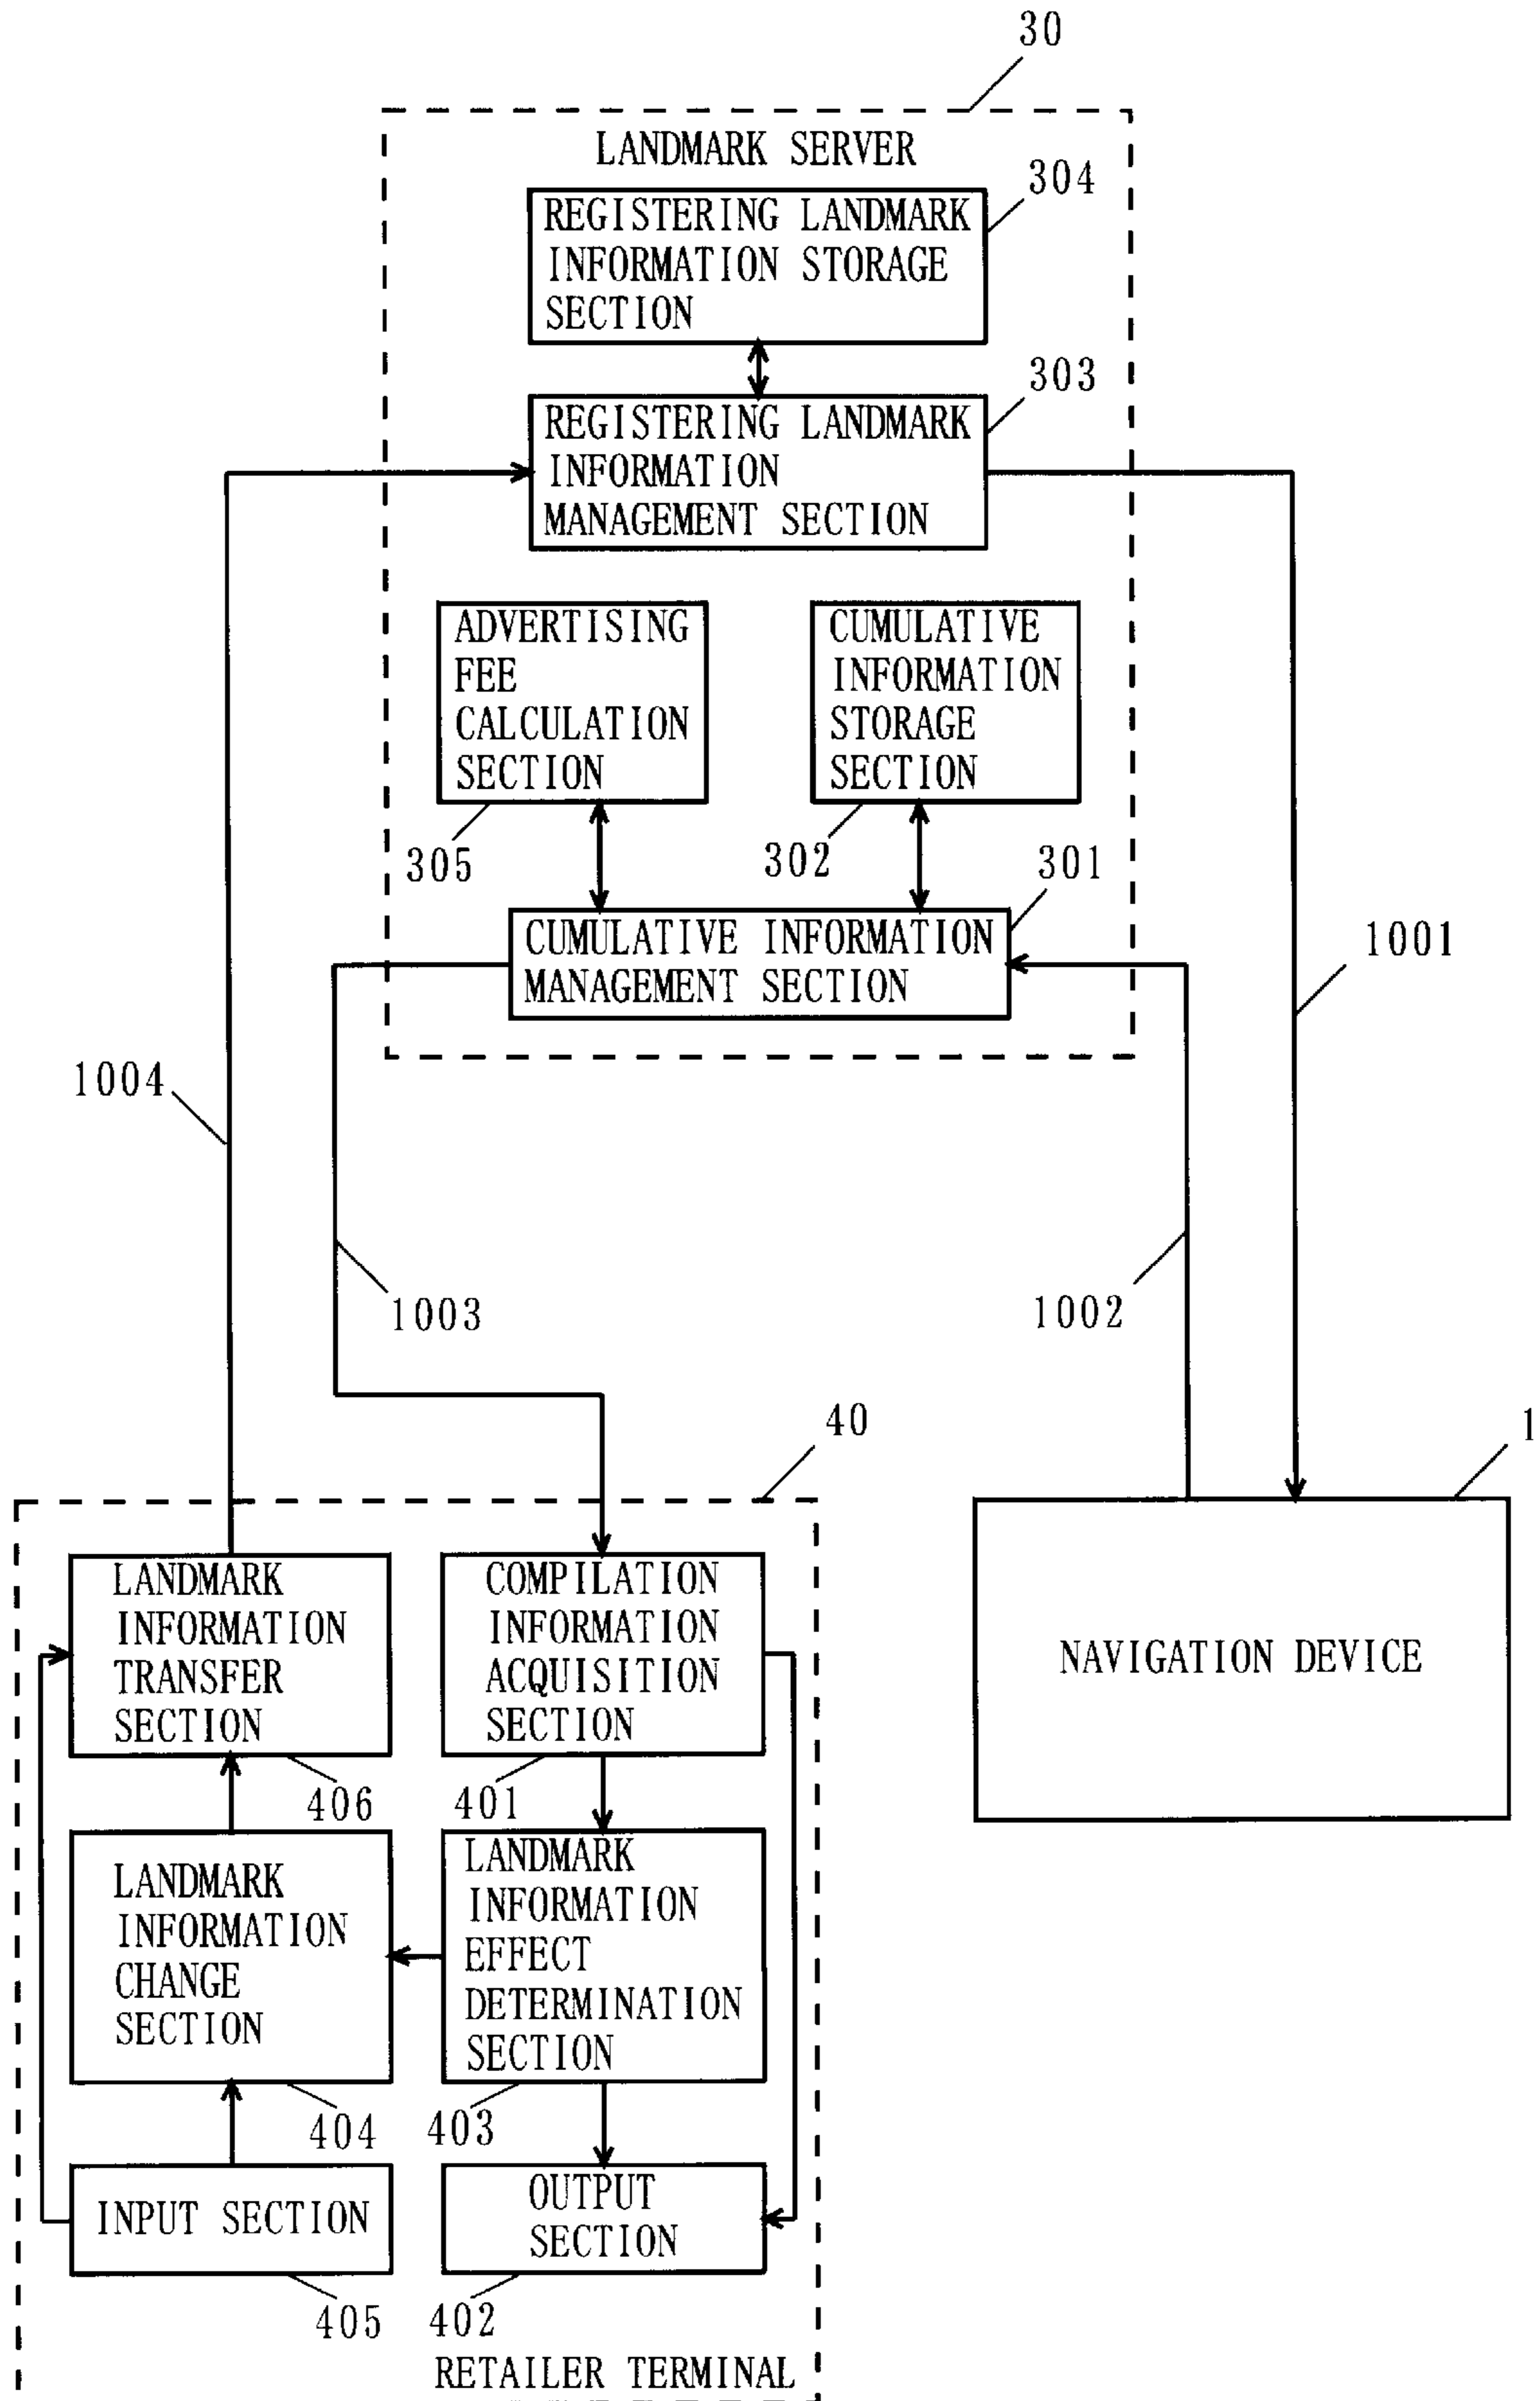 30
LANDMARK SERVER
304
REGISTERING LANDMARK
INFORMATION STORAGE
SECTION
303
REGISTERING LANDMARK
INFORMATION
MANAGEMENT SECTION
ADVERTISING
FEE
CALCULATION
SECTION
CUMULATIVE
INFORMATION
STORAGE
SECTION
305
302
301
CUMULATIVE INFORMATION
MANAGEMENT SECTION
1001
1004
1003
1002
40
1
LANDMARK
INFORMATION
TRANSFER
SECTION
COMPILATION
INFORMATION
ACQUISITION
SECTION
NAVIGATION DEVICE
406
401
LANDMARK
INFORMATION
CHANGE
SECTION
LANDMARK
INFORMATION
EFFECT
DETERMINATION
SECTION
404
403
INPUT SECTION
OUTPUT
SECTION
405
402
RETAILER TERMINAL